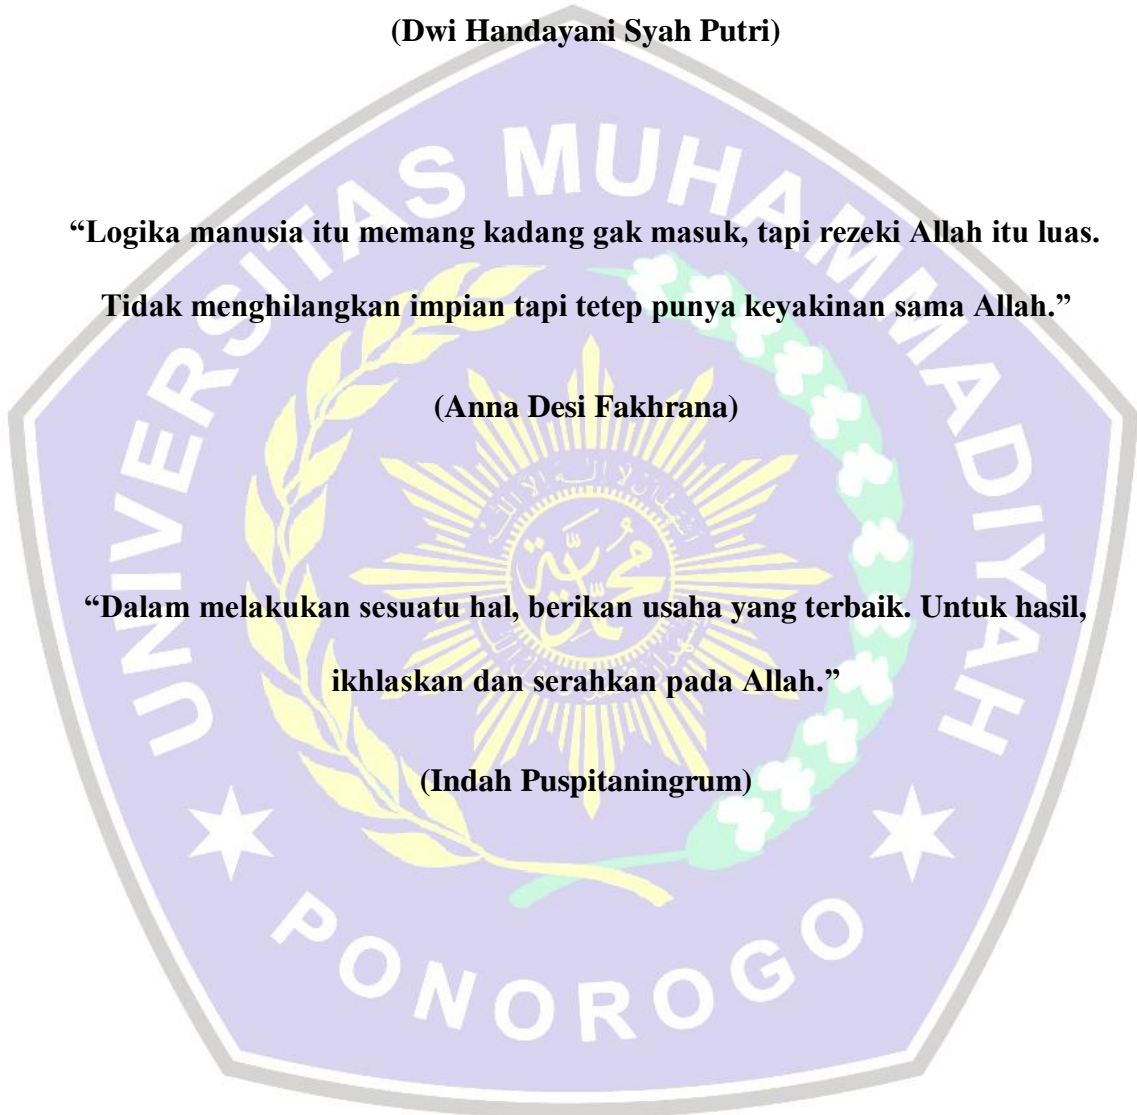 (Dwi Handayani Syah Putri)
“Logika manusia itu memang kadang gak masuk, tapi rezeki Allah itu luas.
Tidak menghilangkan impian tapi tetep punya keyakinan sama Allah.”
(Anna Desi Fakhrana)
“Dalam melakukan sesuatu hal, berikan usaha yang terbaik. Untuk hasil,
ikhlaskan dan serahkan pada Allah.”
(Indah Puspitaningrum)
UNIVERSITAS MUHAMMADIYAH
PONOROGO